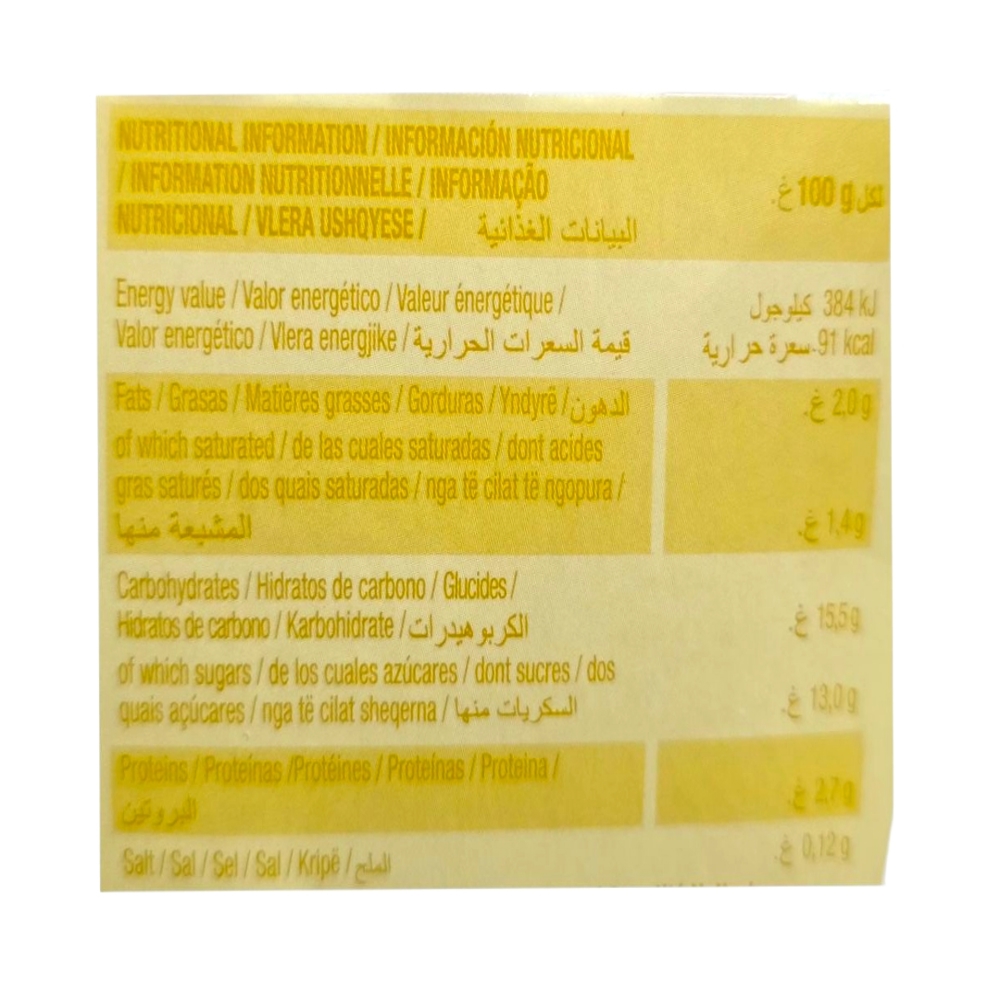 NUTRITIONAL INFORMATION / INFORMACIÓN NUTRICIONAL
/ INFORMATION NUTRITIONNELLE / INFORMAÇÃO
NUTRICIONAL / VLERA USHQYESE / البيانات الغذائية
لكل 100 g غ.
Energy value / Valor energético / Valeur énergétique /
384 kJ كيلوجول
Valor energético / Vlera energjike / قيمة السعرات الحرارية
91 kcal-سعرة حرارية
Fats / Grasas / Matières grasses / Gorduras / Yndyrë / الدهون
2,0 g غ.
of which saturated / de las cuales saturadas / dont acides
gras saturés / dos quais saturadas / nga të cilat të ngopura /
المشيعة منها
1,4 g غ.
Carbohydrates / Hidratos de carbono / Glucides /
Hidratos de carbono / Karbohidrate / الكربوهيدرات
15,5 g غ.
of which sugars / de los cuales azúcares / dont sucres / dos
quais açúcares / nga të cilat sheqerna / السكريات منها
13,0 g غ.
Proteins / Proteínas /Protéines / Proteínas / Proteina /
البروتين
2,7 g غ.
Salt / Sal / Sel / Sal / Kripë / الملح
0,12 g غ.